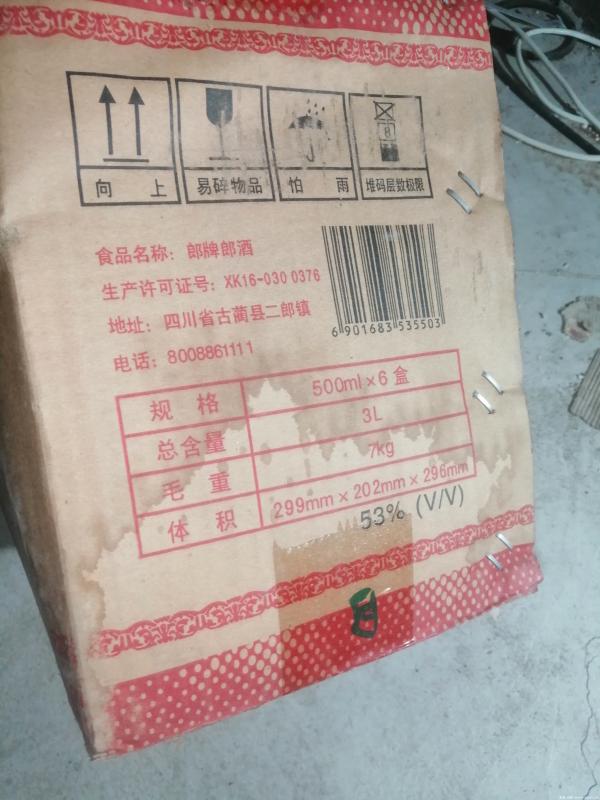 向 上
易碎物品
怕 雨
8
堆码层数极限
食品名称：郎牌郎酒
生产许可证号：XK16-030 0376
地址：四川省古蔺县二郎镇
电话：8008861111
6 901683 535503
规 格 500ml×6 盒
总含量 3L
毛 重 7kg
体 积 299mm×202mm×296mm
53% (V/V)